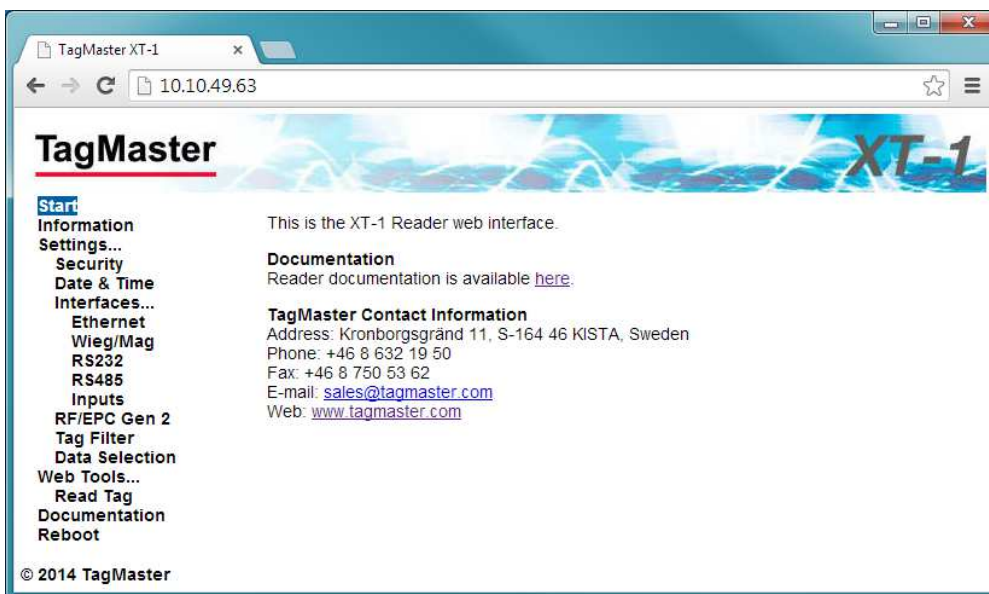 TagMaster XT-1
10.10.49.63
TagMaster
XT-1
Start
Information
Settings...
Security
Date & Time
Interfaces...
Ethernet
Wieg/Mag
RS232
RS485
Inputs
RF/EPC Gen 2
Tag Filter
Data Selection
Web Tools...
Read Tag
Documentation
Reboot
© 2014 TagMaster
This is the XT-1 Reader web interface.
Documentation
Reader documentation is available here.
TagMaster Contact Information
Address: Kronborgsgränd 11, S-164 46 KISTA, Sweden
Phone: +46 8 632 19 50
Fax: +46 8 750 53 62
E-mail: sales@tagmaster.com
Web: www.tagmaster.com